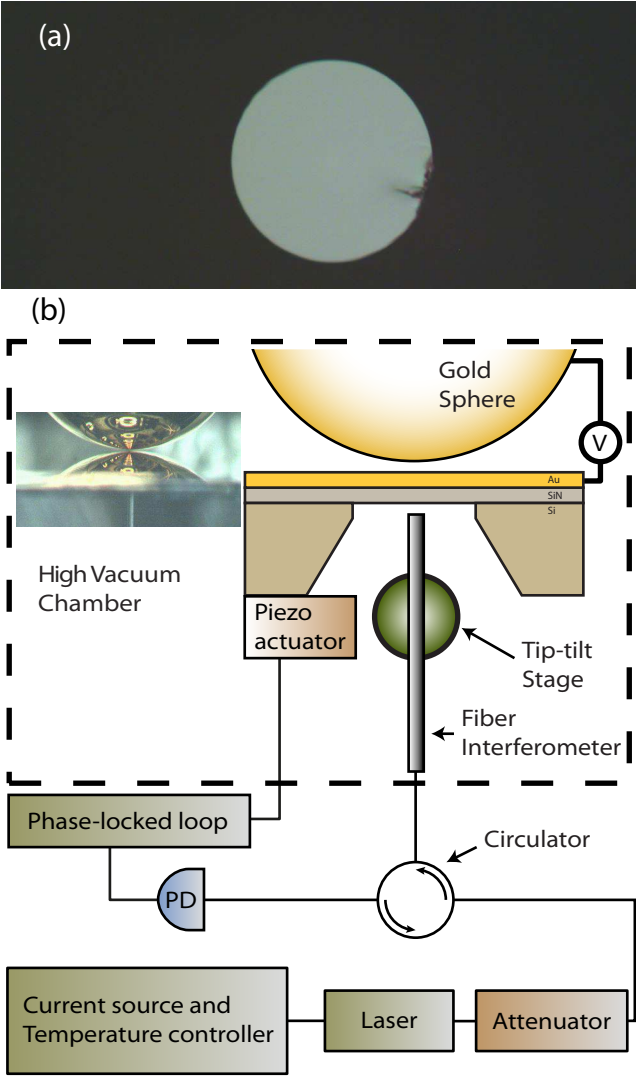 (a)
(b)
Gold
Sphere
V
Au
SiN
Si
High Vacuum
Chamber
Piezo
actuator
Tip-tilt
Stage
Fiber
Interferometer
Phase-locked loop
Circulator
PD
Current source and
Temperature controller
Laser
Attenuator